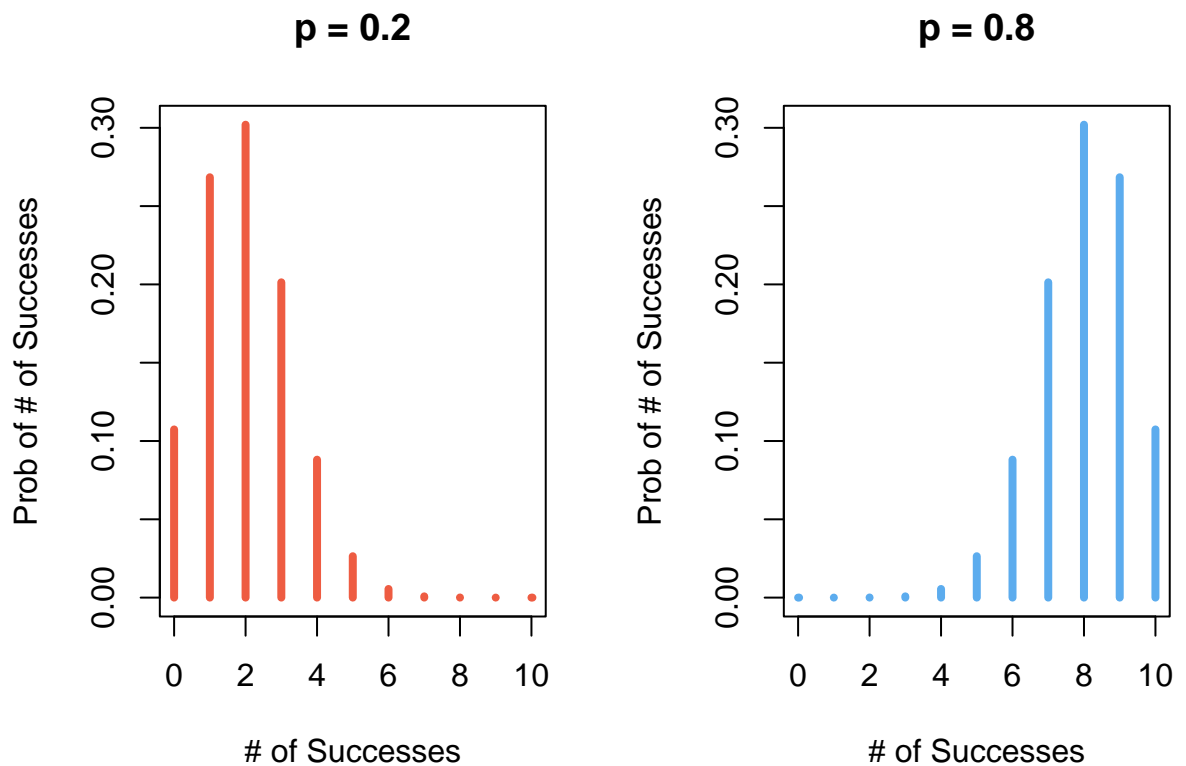 p = 0.2
Prob of # of Successes
0.30
0.20
0.10
0.00
0 2 4 6 8 10
# of Successes
p = 0.8
Prob of # of Successes
0.30
0.20
0.10
0.00
0 2 4 6 8 10
# of Successes